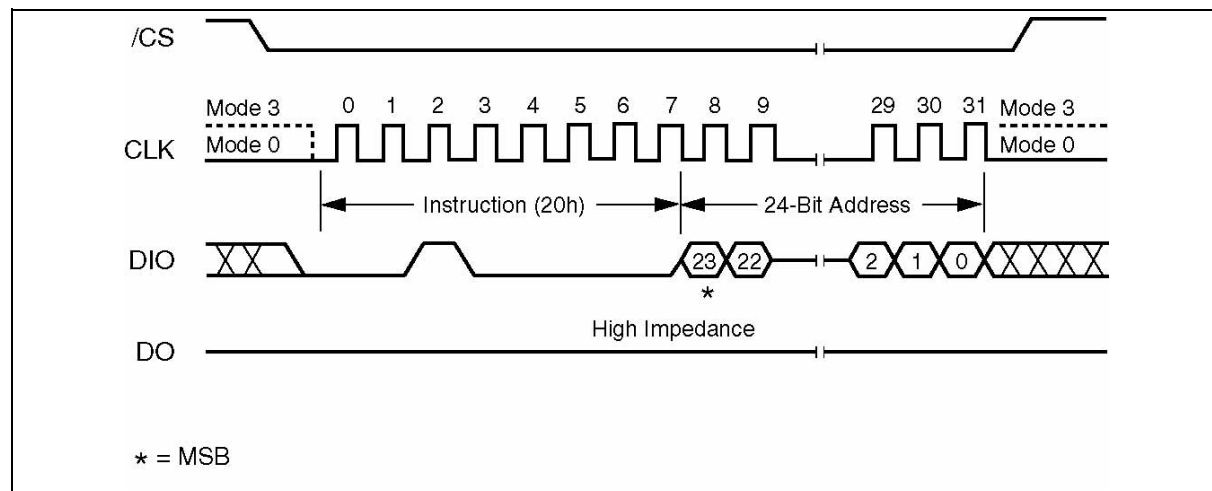 /CS
Mode 3 0 1 2 3 4 5 6 7 8 9 29 30 31 Mode 3
CLK Mode 0 Mode 0
Instruction (20h) 24-Bit Address
DIO 23 22 2 1 0
*
High Impedance
DO
* = MSB